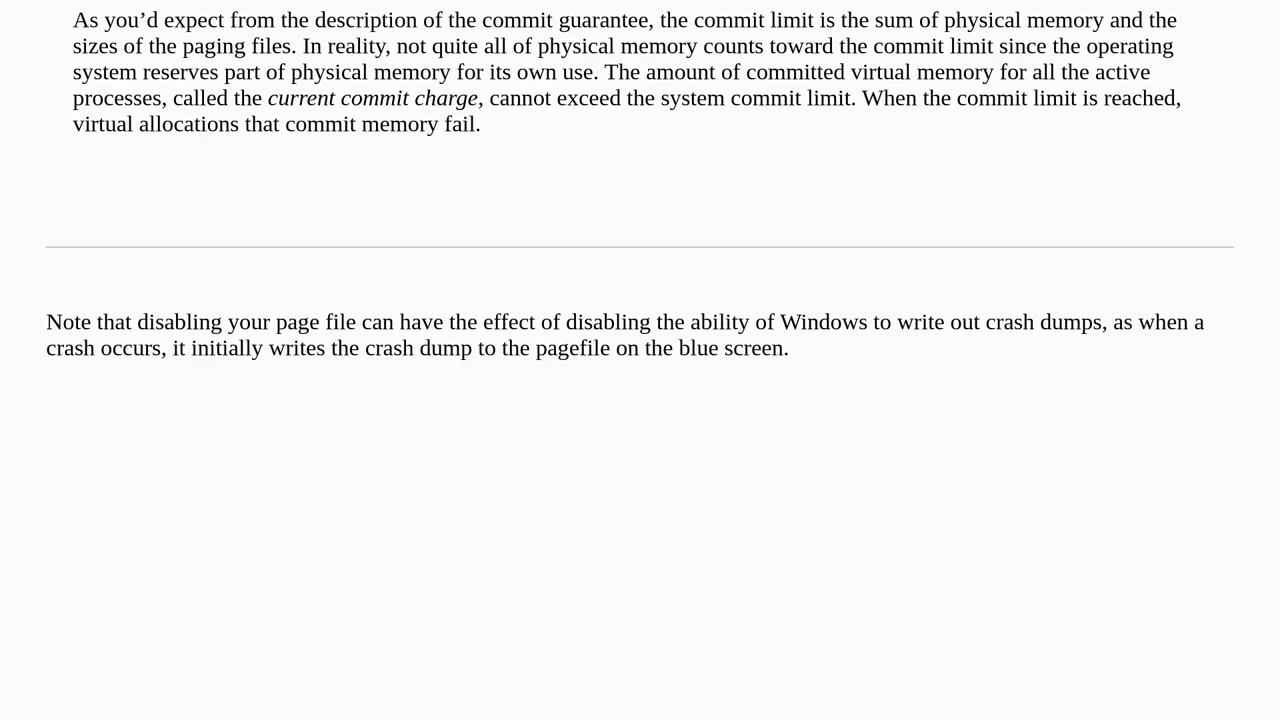 As you’d expect from the description of the commit guarantee, the commit limit is the sum of physical memory and the
sizes of the paging files. In reality, not quite all of physical memory counts toward the commit limit since the operating
system reserves part of physical memory for its own use. The amount of committed virtual memory for all the active
processes, called the current commit charge, cannot exceed the system commit limit. When the commit limit is reached,
virtual allocations that commit memory fail.
Note that disabling your page file can have the effect of disabling the ability of Windows to write out crash dumps, as when a
crash occurs, it initially writes the crash dump to the pagefile on the blue screen.